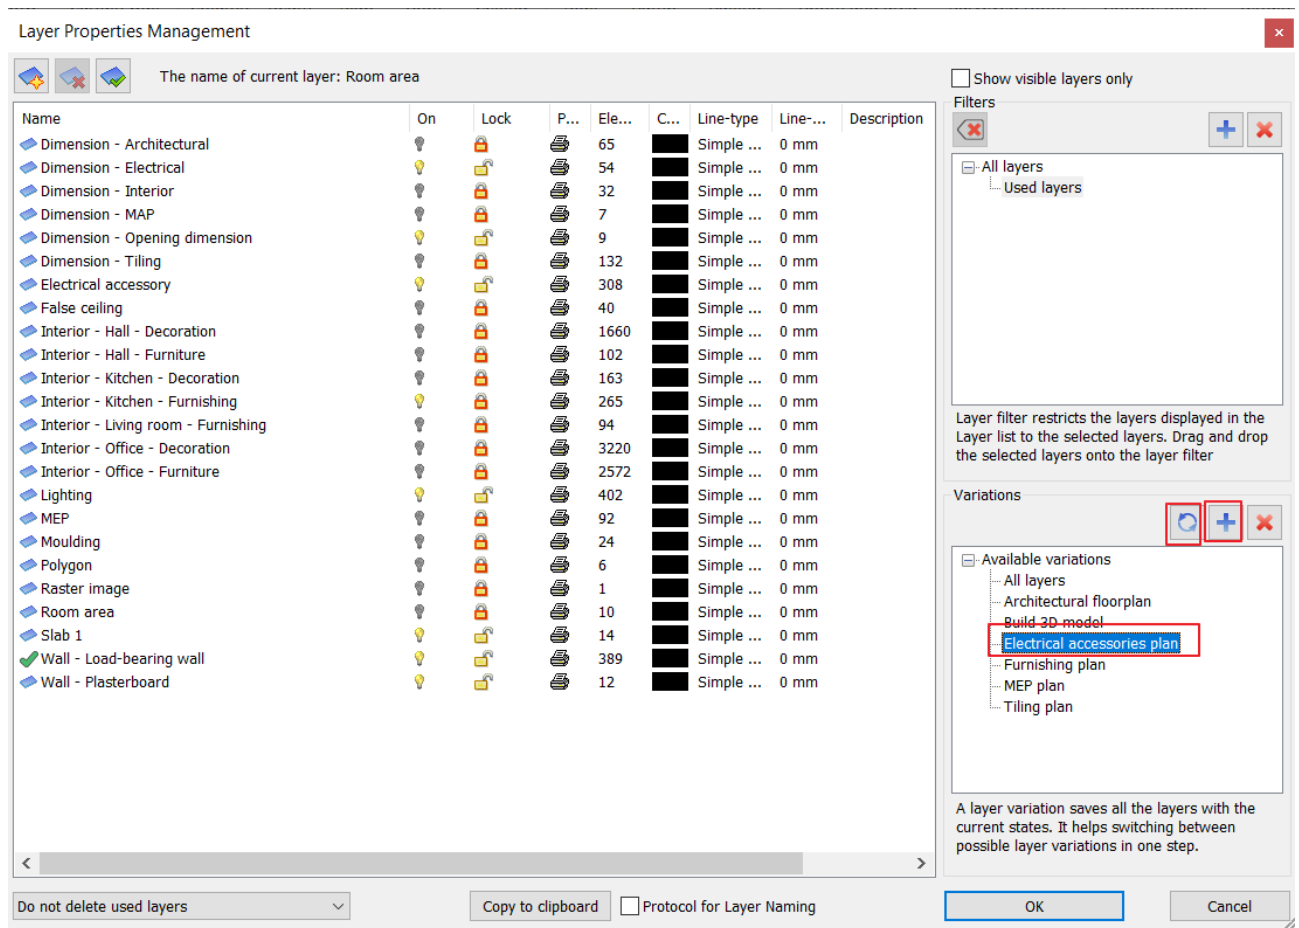 Layer Properties Management
The name of current layer: Room area
Show visible layers only
Name On Lock P... Ele... C... Line-type Line-... Description
Dimension - Architectural 65 Simple ... 0 mm
Dimension - Electrical 54 Simple ... 0 mm
Dimension - Interior 32 Simple ... 0 mm
Dimension - MAP 7 Simple ... 0 mm
Dimension - Opening dimension 9 Simple ... 0 mm
Dimension - Tiling 132 Simple ... 0 mm
Electrical accessory 308 Simple ... 0 mm
False ceiling 40 Simple ... 0 mm
Interior - Hall - Decoration 1660 Simple ... 0 mm
Interior - Hall - Furniture 102 Simple ... 0 mm
Interior - Kitchen - Decoration 163 Simple ... 0 mm
Interior - Kitchen - Furnishing 265 Simple ... 0 mm
Interior - Living room - Furnishing 94 Simple ... 0 mm
Interior - Office - Decoration 3220 Simple ... 0 mm
Interior - Office - Furniture 2572 Simple ... 0 mm
Lighting 402 Simple ... 0 mm
MEP 92 Simple ... 0 mm
Moulding 24 Simple ... 0 mm
Polygon 6 Simple ... 0 mm
Raster image 1 Simple ... 0 mm
Room area 10 Simple ... 0 mm
Slab 1 14 Simple ... 0 mm
Wall - Load-bearing wall 389 Simple ... 0 mm
Wall - Plasterboard 12 Simple ... 0 mm
Filters
All layers
Used layers
Layer filter restricts the layers displayed in the
Layer list to the selected layers. Drag and drop
the selected layers onto the layer filter
Variations
Available variations
All layers
Architectural floorplan
Build 3D model
Electrical accessories plan
Furnishing plan
MEP plan
Tiling plan
A layer variation saves all the layers with the
current states. It helps switching between
possible layer variations in one step.
Do not delete used layers
Copy to clipboard
Protocol for Layer Naming
OK
Cancel